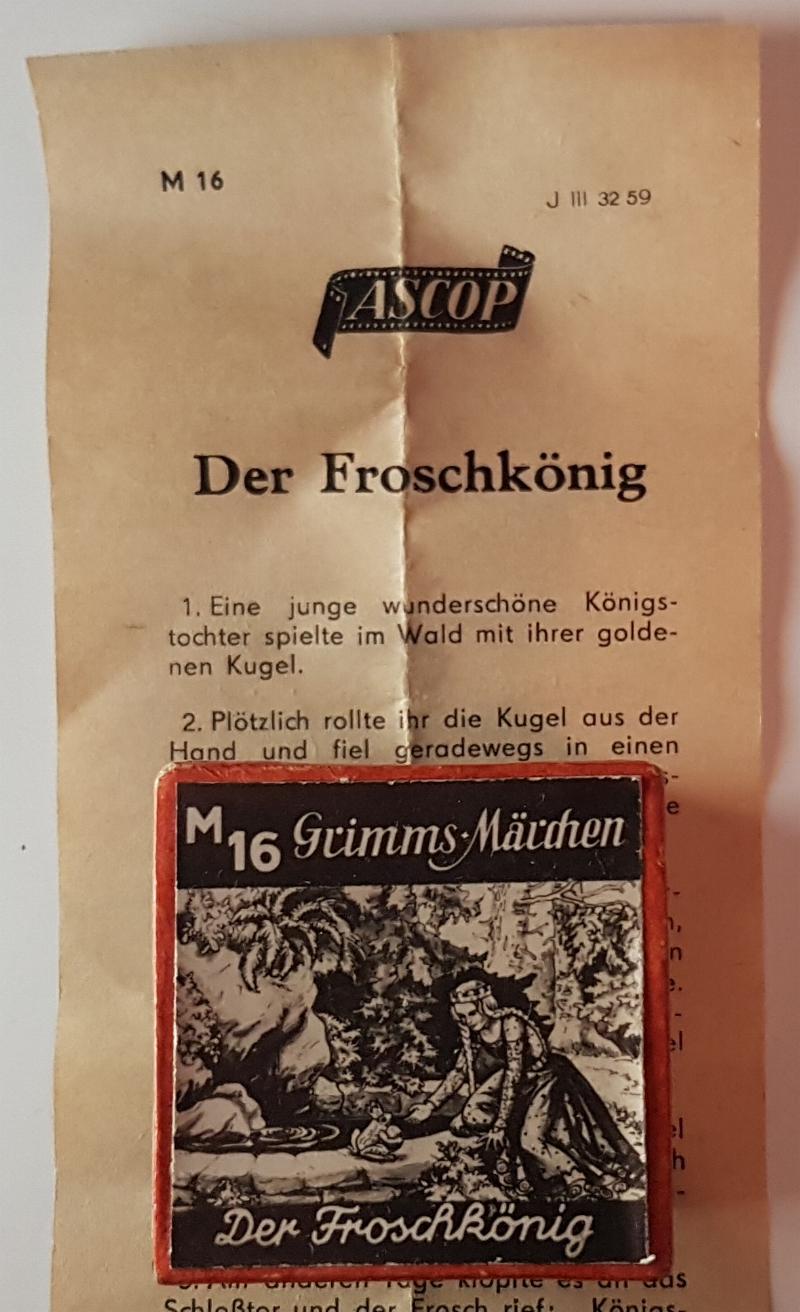 M 16
J III 32 59
ASCOP
Der Froschkönig
1. Eine junge wunderschöne Königs-
tochter spielte im Wald mit ihrer golde-
nen Kugel.
2. Plötzlich rollte ihr die Kugel aus der
Hand und fiel geradewegs in einen
M16 Grimms-Märchen
Der Froschkönig
Schloßtor und der Frosch rief: Königs-